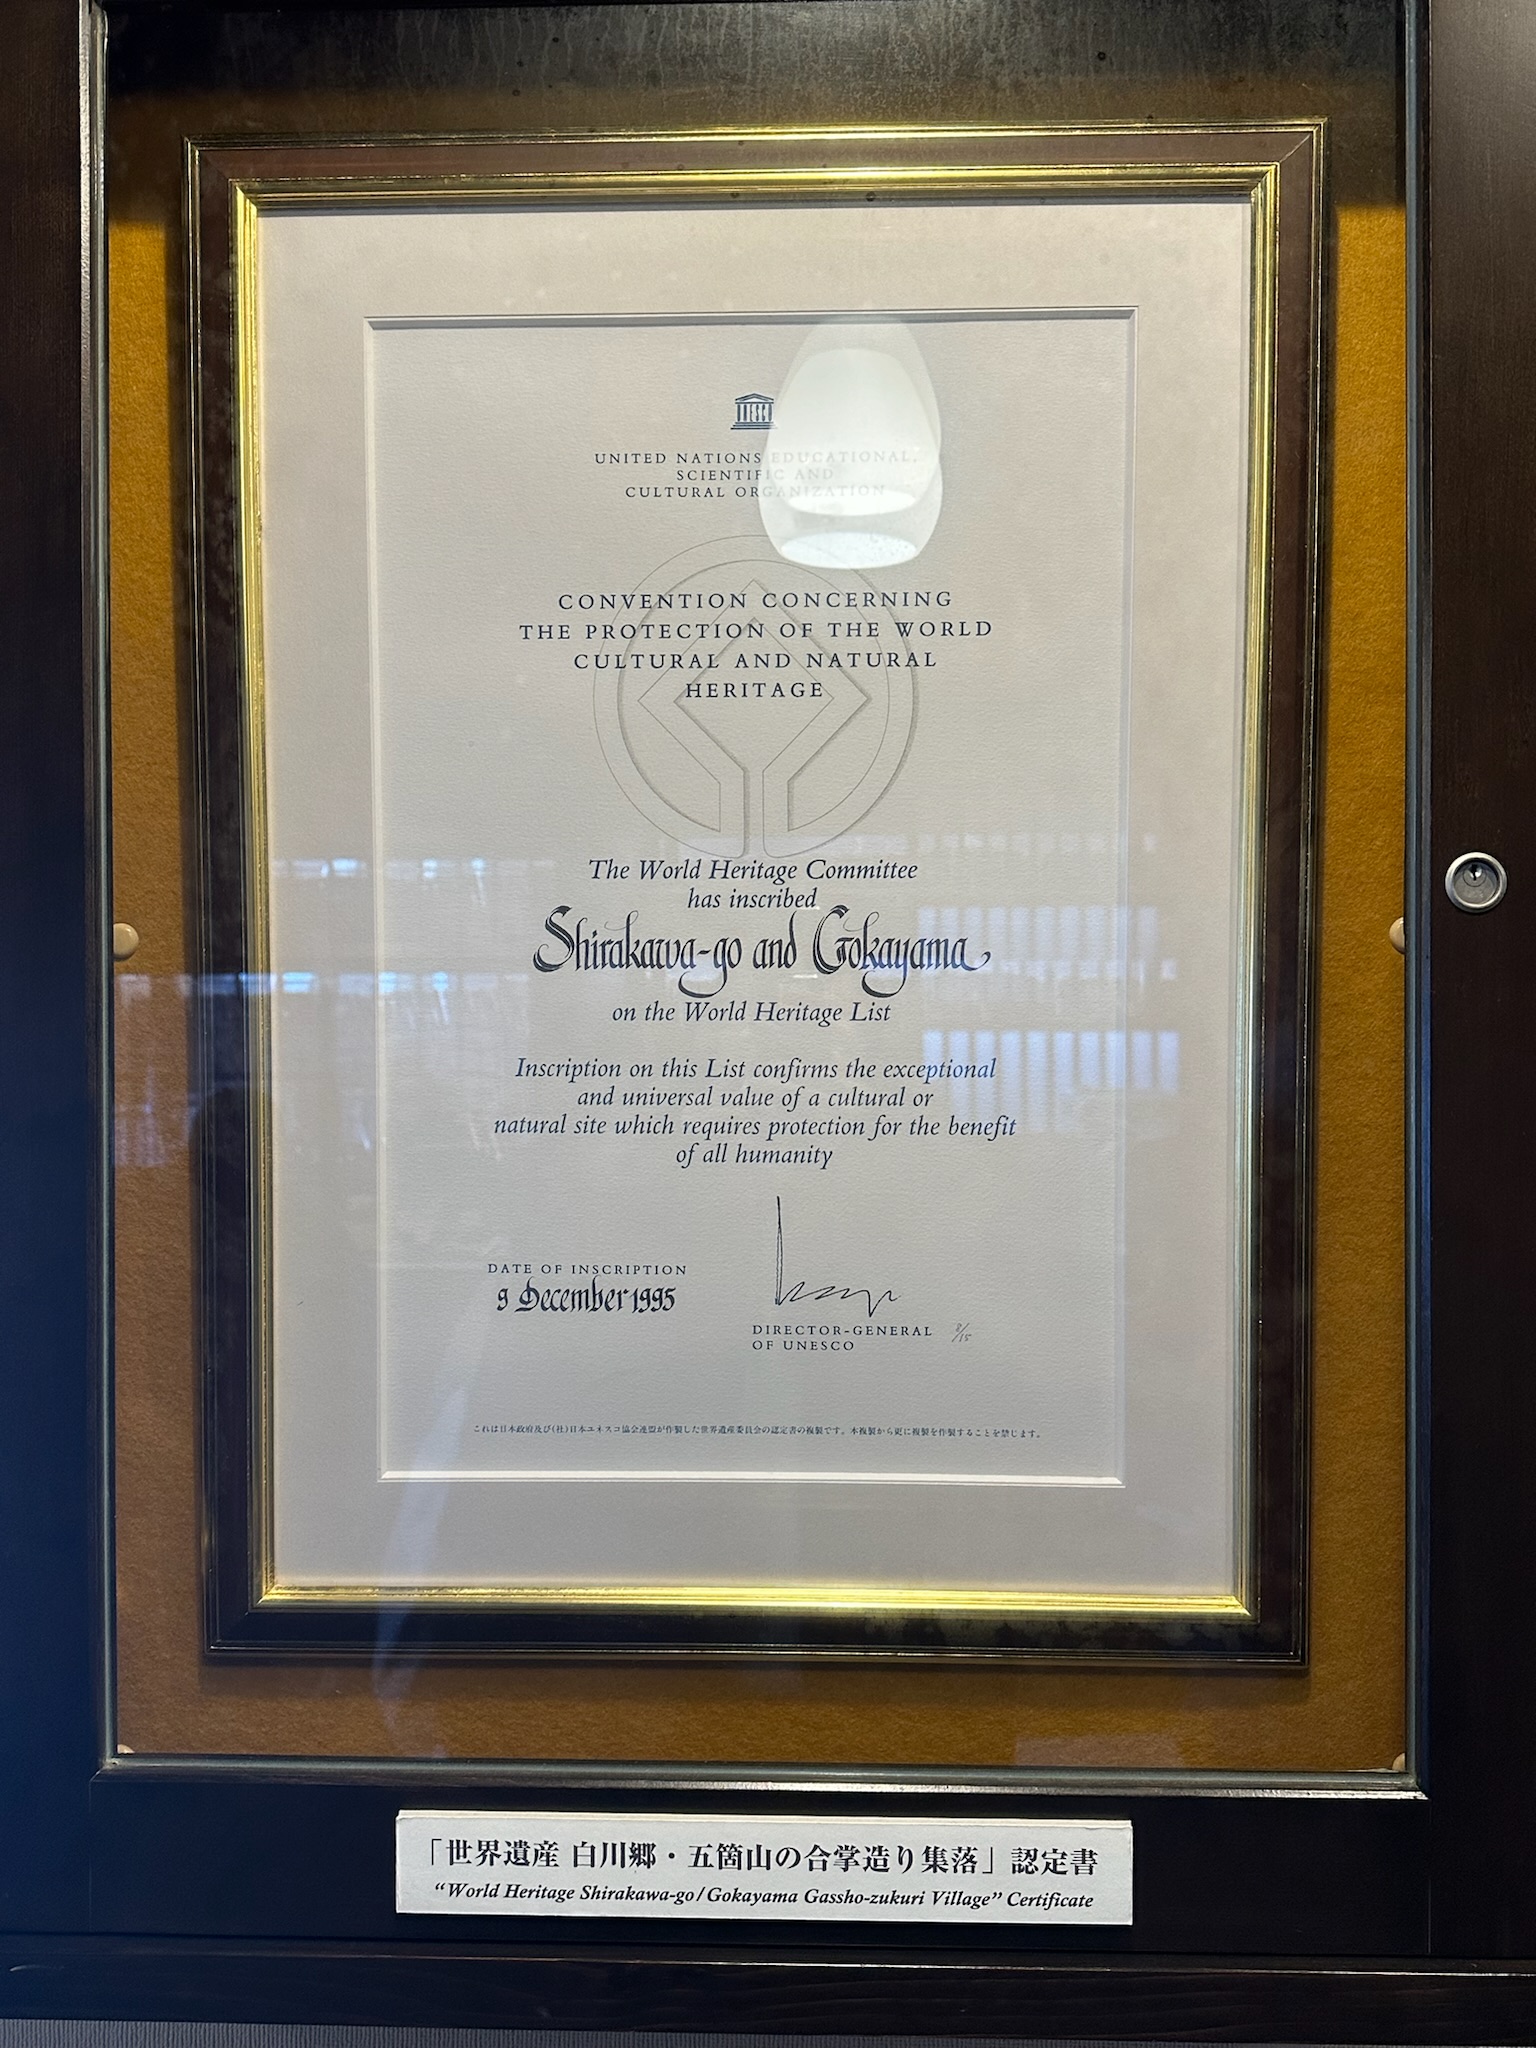 UNESCO
UNITED NATIONS EDUCATIONAL,
SCIENTIFIC AND
CULTURAL ORGANIZATION
CONVENTION CONCERNING
THE PROTECTION OF THE WORLD
CULTURAL AND NATURAL
HERITAGE
The World Heritage Committee
has inscribed
Shirakawa-go and Gokayama
on the World Heritage List
Inscription on this List confirms the exceptional
and universal value of a cultural or
natural site which requires protection for the benefit
of all humanity
DATE OF INSCRIPTION
9 December 1995
DIRECTOR-GENERAL 8/15
OF UNESCO
これは日本政府及び(社)日本ユネスコ協会連盟が作製した世界遺産委員会の認定書の複製です。本複製から更に複製を作製することを禁じます。
「世界遺産 白川郷・五箇山の合掌造り集落」認定書
“World Heritage Shirakawa-go/Gokayama Gassho-zukuri Village” Certificate